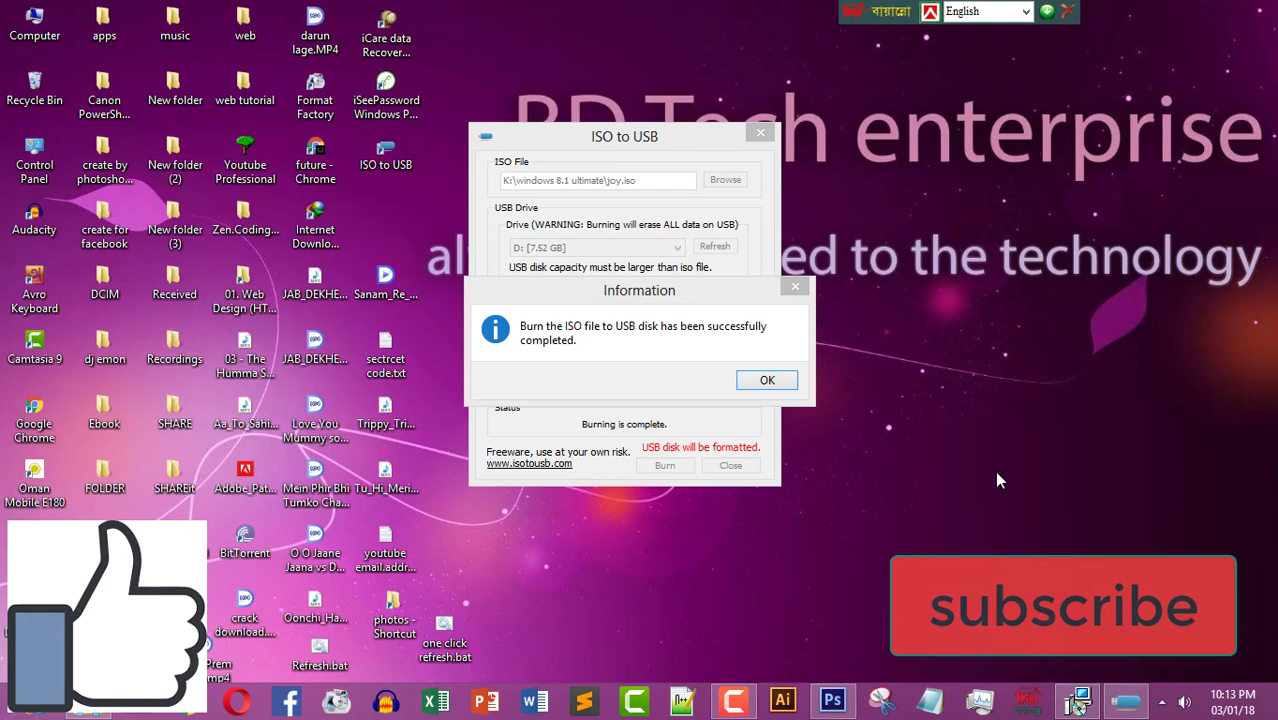 বায়ান্নো
English
Computer
apps
music
web
darun
lage.MP4
iCare data
Recover...
Recycle Bin
Canon
PowerSh...
New folder
web tutorial
Format
Factory
iSeePassword
Windows P...
Control
Panel
create by
photosho...
New folder
(2)
Youtube
Professional
future -
Chrome
ISO to USB
Audacity
create for
facebook
New folder
(3)
Zen.Coding...
Internet
Downlo...
Avro
Keyboard
DCIM
Received
01. Web
Design (HT...
JAB_DEKHE...
Sanam_Re_...
Camtasia 9
dj emon
Recordings
03 - The
Humma S...
JAB_DEKHE...
sectrcet
code.txt
Google
Chrome
Ebook
SHARE
Aa_To_Sahi...
Love You
Mummy so...
Trippy_Tri...
Oman
Mobile E180
FOLDER
SHAREit
Adobe_Pat...
Mein Phir Bhi
Tumko Cha...
Tu_Hi_Meri...
BitTorrent
O O Jaane
Jaana vs D...
youtube
email.addr...
crack
download....
Oonchi_Ha...
photos -
Shortcut
one click
refresh.bat
Prem
mp4
Refresh.bat
BD Tech enterprise
ed to the technology
ISO to USB
ISO File
K:\windows 8.1 ultimate\joy.iso
Browse
USB Drive
Drive (WARNING: Burning will erase ALL data on USB)
D: [7.52 GB]
Refresh
USB disk capacity must be larger than iso file.
Information
Burn the ISO file to USB disk has been successfully
completed.
OK
Status
Burning is complete.
USB disk will be formatted.
Freeware, use at your own risk.
www.isotousb.com
Burn
Close
subscribe
Ai
Ps
10:13 PM
03/01/18